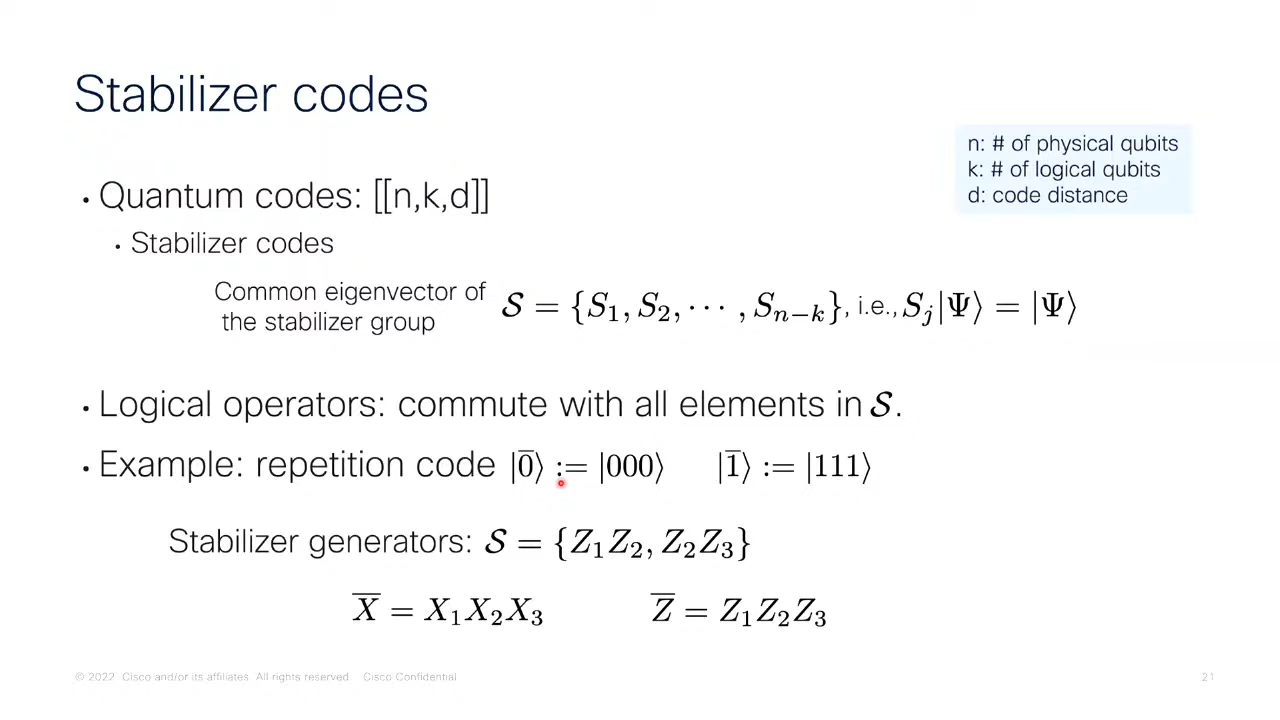 Stabilizer codes
n: # of physical qubits
k: # of logical qubits
d: code distance
• Quantum codes: [[n,k,d]]
• Stabilizer codes
Common eigenvector of
the stabilizer group
𝒮 = {S₁, S₂, ⋯ , Sₙ₋ₖ}, i.e., Sⱼ|Ψ⟩ = |Ψ⟩
• Logical operators: commute with all elements in 𝒮.
• Example: repetition code |0̅⟩ := |000⟩ |1̅⟩ := |111⟩
Stabilizer generators: 𝒮 = {Z₁Z₂, Z₂Z₃}
X̅ = X₁X₂X₃ Z̅ = Z₁Z₂Z₃
© 2022 Cisco and/or its affiliates. All rights reserved. Cisco Confidential
21